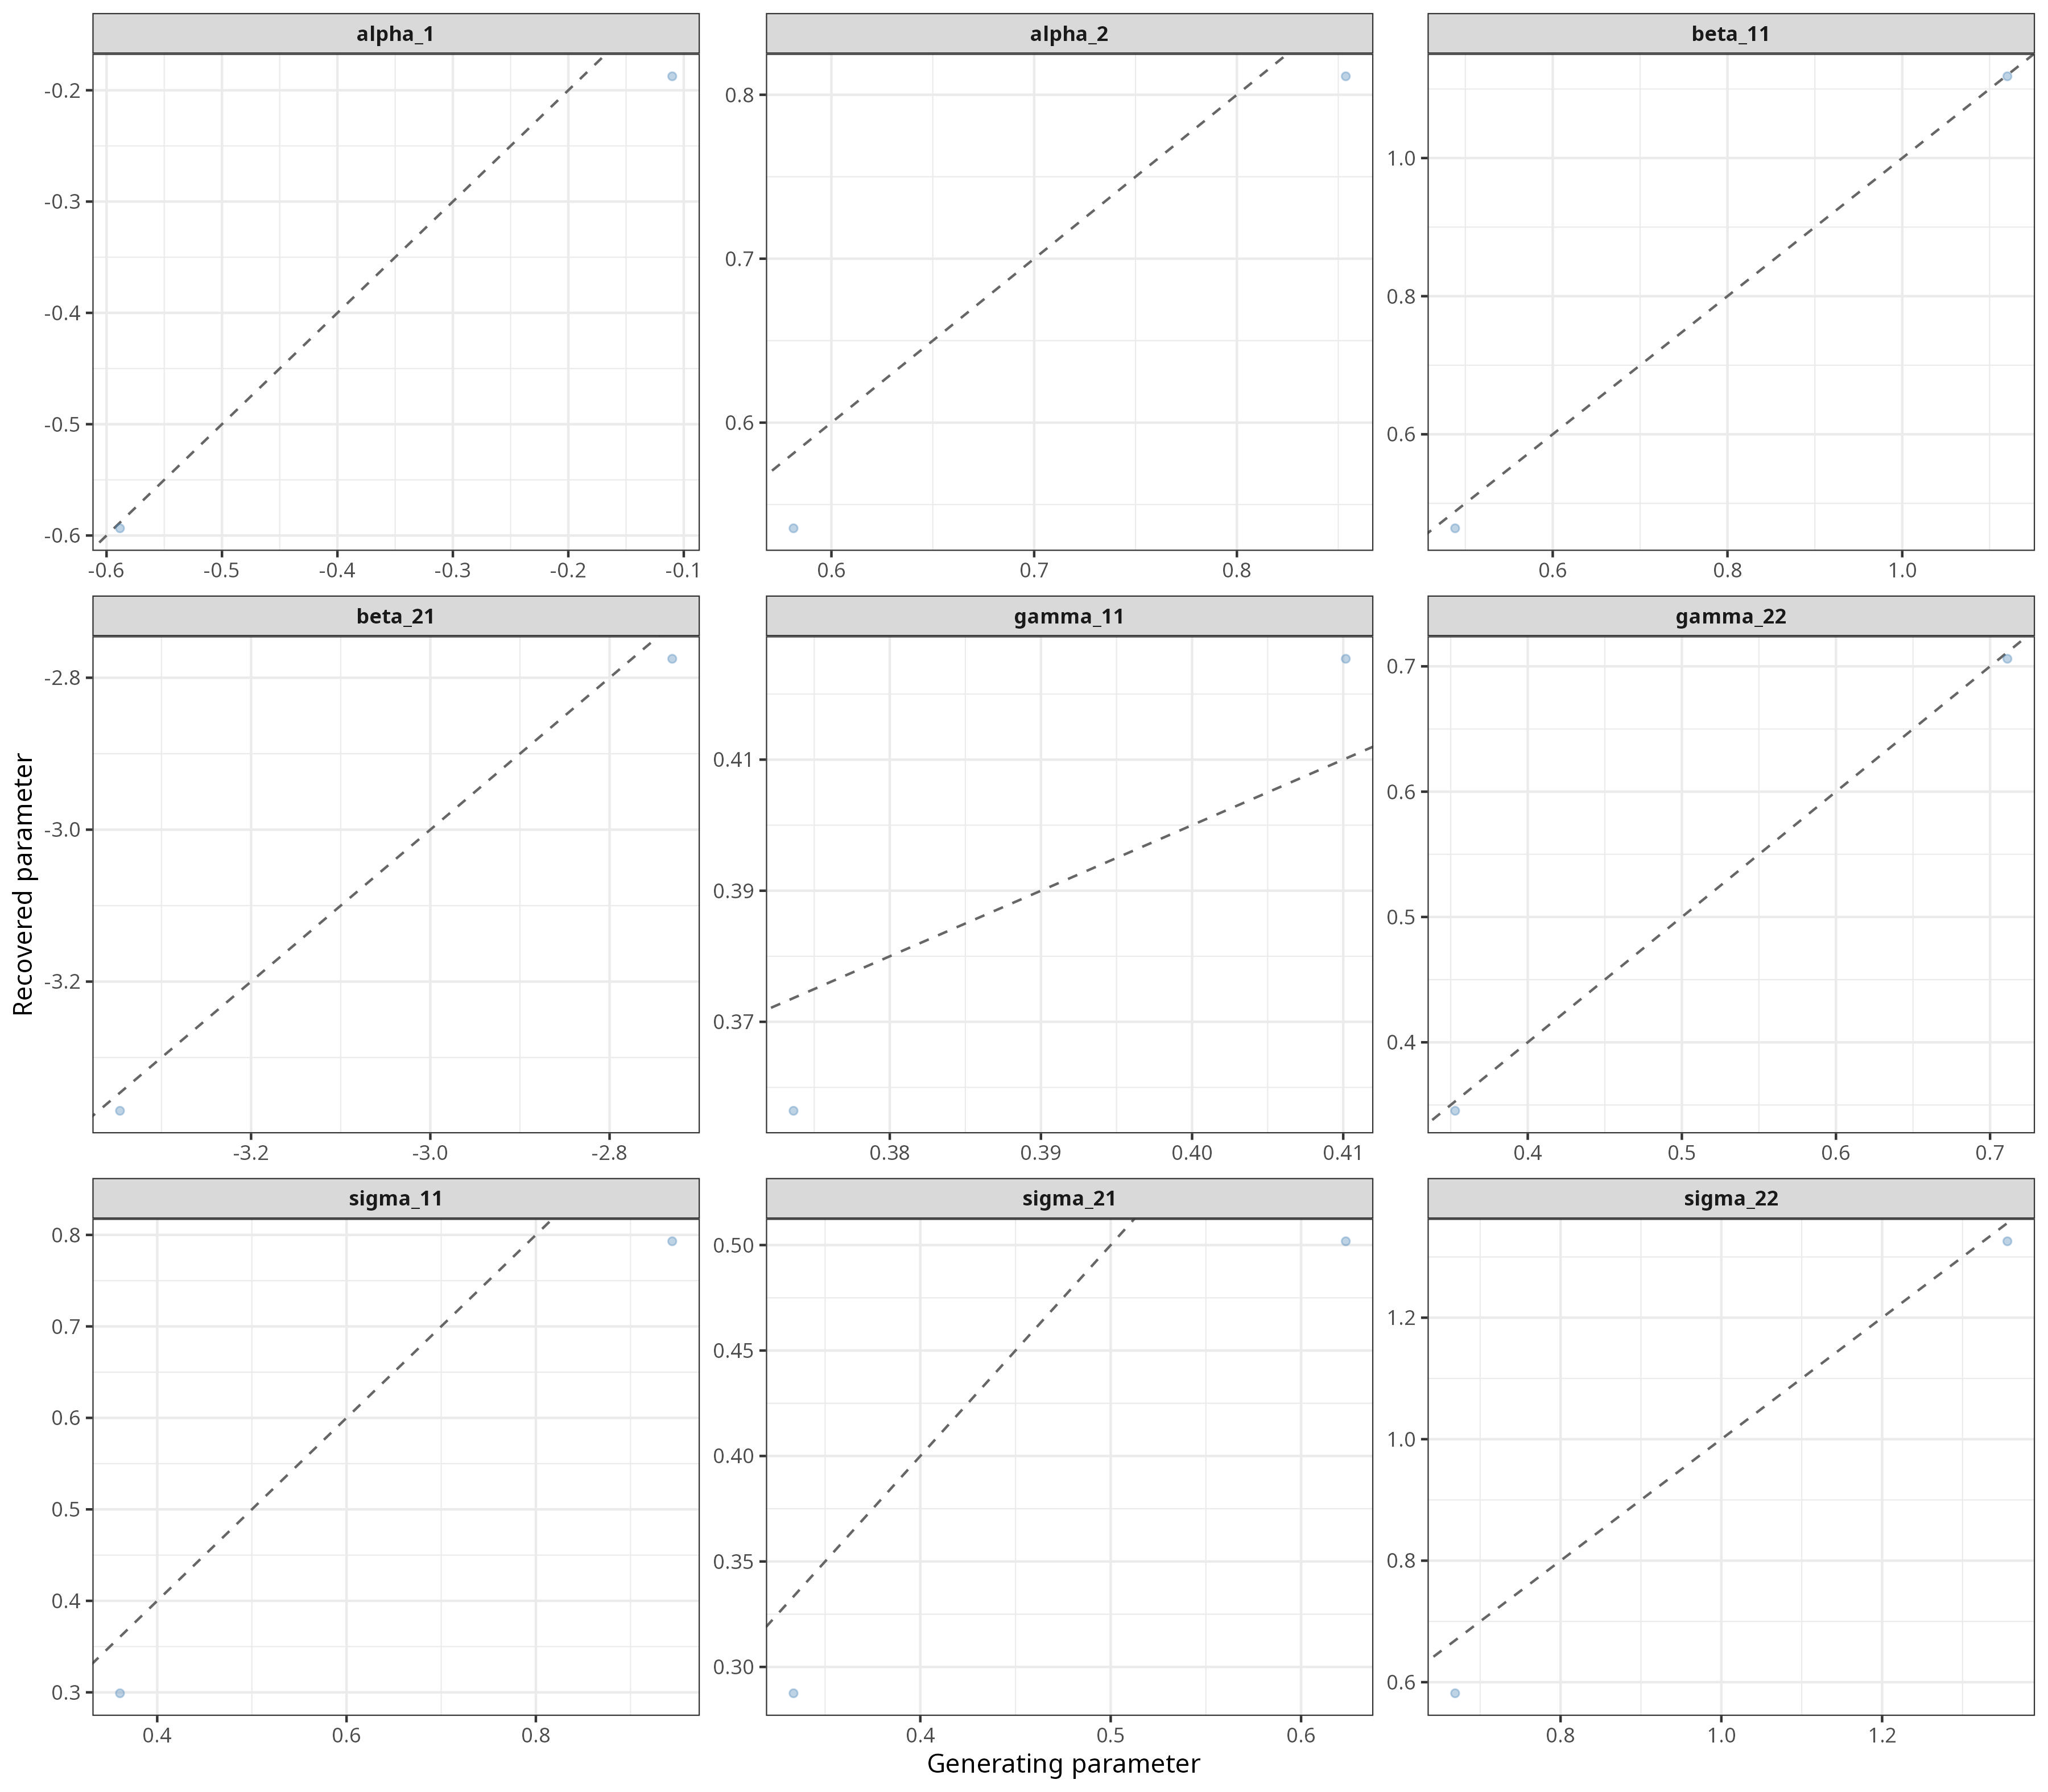 alpha_1 alpha_2 beta_11
-0.2 0.8 1.0
-0.3 0.7 0.8
-0.4 0.6 0.6
-0.5
-0.6
-0.6 -0.5 -0.4 -0.3 -0.2 -0.1 0.6 0.7 0.8 0.6 0.8 1.0
beta_21 gamma_11 gamma_22
-2.8 0.41 0.7
-3.0 0.39 0.6
-3.2 0.37 0.5
0.4
-3.2 -3.0 -2.8 0.38 0.39 0.40 0.41 0.4 0.5 0.6 0.7
Recovered parameter
sigma_11 sigma_21 sigma_22
0.8 0.50 1.2
0.7 0.45 1.0
0.6 0.40 0.8
0.5 0.35 0.6
0.4 0.30
0.3
0.4 0.6 0.8 0.4 0.5 0.6 0.8 1.0 1.2
Generating parameter